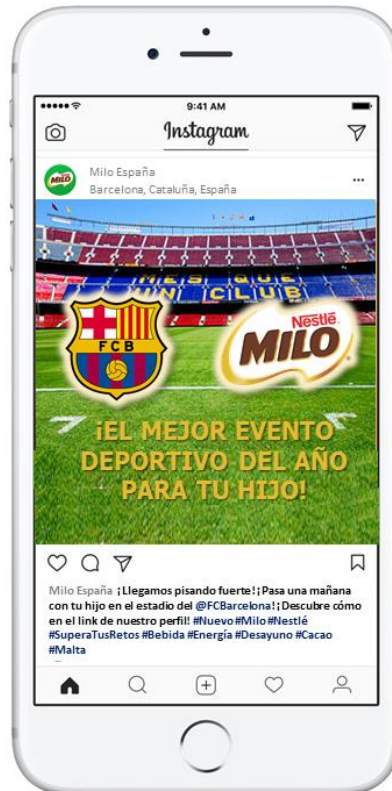 9:41 AM
Instagram
MILO
Milo España
Barcelona, Cataluña, España
MES QUE
UN CLUB
FCB
Nestlé
MILO
¡EL MEJOR EVENTO
DEPORTIVO DEL AÑO
PARA TU HIJO!
Milo España ¡Llegamos pisando fuerte!¡Pasa una mañana
con tu hijo en el estadio del @FCBarcelona!¡Descubre cómo
en el link de nuestro perfil! #Nuevo#Milo#Nestlé
#SuperaTusRetos #Bebida #Energía #Desayuno #Cacao
#Malta